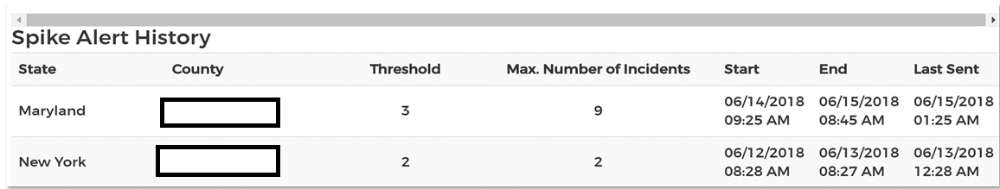 Spike Alert History
State County Threshold Max. Number of Incidents Start End Last Sent
Maryland 3 9 06/14/2018 09:25 AM 06/15/2018 08:45 AM 06/15/2018 01:25 AM
New York 2 2 06/12/2018 08:28 AM 06/13/2018 08:27 AM 06/13/2018 12:28 AM